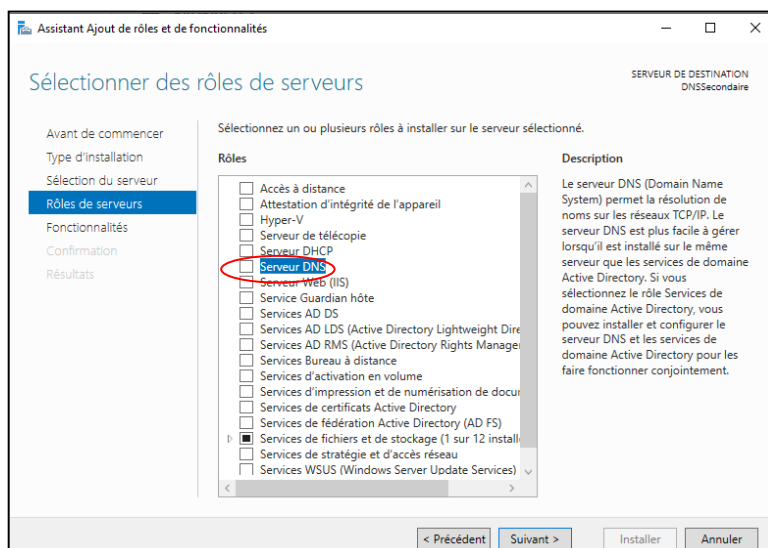 Assistant Ajout de rôles et de fonctionnalités
Sélectionner des rôles de serveurs
SERVEUR DE DESTINATION
DNSSecondaire
Avant de commencer
Type d'installation
Sélection du serveur
Rôles de serveurs
Fonctionnalités
Confirmation
Résultats
Sélectionnez un ou plusieurs rôles à installer sur le serveur sélectionné.
Rôles
Accès à distance
Attestation d'intégrité de l'appareil
Hyper-V
Serveur de télécopie
Serveur DHCP
Serveur DNS
Serveur Web (IIS)
Service Guardian hôte
Services AD DS
Services AD LDS (Active Directory Lightweight Dire
Services AD RMS (Active Directory Rights Manager
Services Bureau à distance
Services d'activation en volume
Services d'impression et de numérisation de docur
Services de certificats Active Directory
Services de fédération Active Directory (AD FS)
Services de fichiers et de stockage (1 sur 12 install
Services de stratégie et d'accès réseau
Services WSUS (Windows Server Update Services)
Description
Le serveur DNS (Domain Name
System) permet la résolution de
noms sur les réseaux TCP/IP. Le
serveur DNS est plus facile à gérer
lorsqu'il est installé sur le même
serveur que les services de domaine
Active Directory. Si vous
sélectionnez le rôle Services de
domaine Active Directory, vous
pouvez installer et configurer le
serveur DNS et les services de
domaine Active Directory pour les
faire fonctionner conjointement.
< Précédent
Suivant >
Installer
Annuler